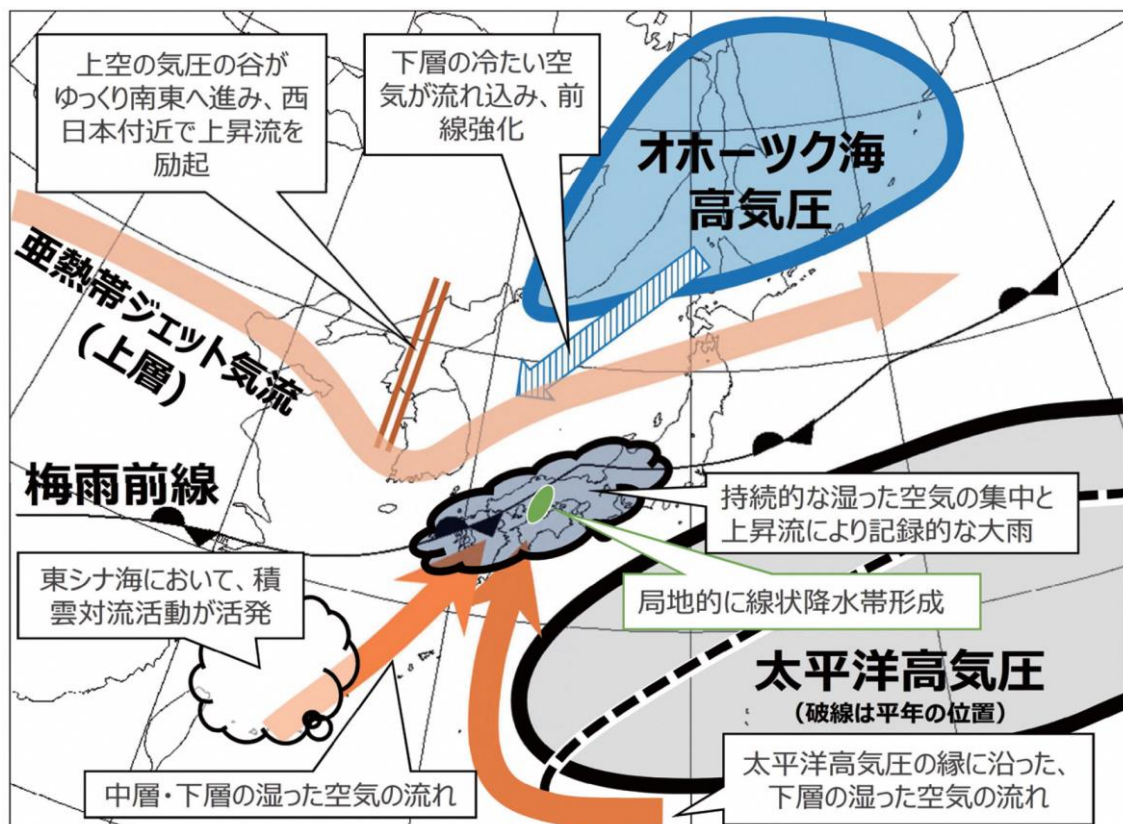 上空の気圧の谷が
ゆっくり南東へ進み、西
日本付近で上昇流を
励起
下層の冷たい空
気が流れ込み、前
線強化
オホーツク海
高気圧
亜熱帯ジェット気流
(上層)
梅雨前線
持続的な湿った空気の集中と
上昇流により記録的な大雨
東シナ海において、積
雲対流活動が活発
局地的に線状降水帯形成
太平洋高気圧
(破線は平年の位置)
中層・下層の湿った空気の流れ
太平洋高気圧の縁に沿った、
下層の湿った空気の流れ